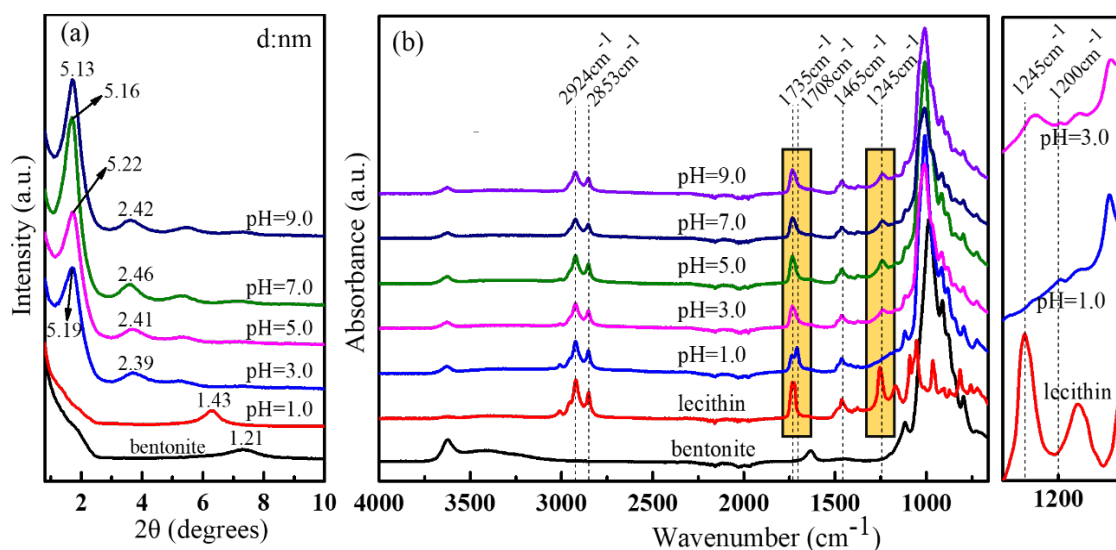 (a)
d:nm
5.13
5.16
5.22
2.42
pH=9.0
2.46
pH=7.0
5.19
2.41
pH=5.0
2.39
pH=3.0
1.43
pH=1.0
bentonite
1.21
Intensity (a.u.)
0 2 4 6 8 10
2θ (degrees)
(b)
2924cm-1
2853cm-1
1735cm-1
1708cm-1
1465cm-1
1245cm-1
pH=9.0
pH=7.0
pH=5.0
pH=3.0
pH=1.0
lecithin
bentonite
Absorbance (a.u.)
4000 3500 3000 2500 2000 1500 1000
Wavenumber (cm-1)
1245cm-1
1200cm-1
pH=3.0
pH=1.0
lecithin
1200